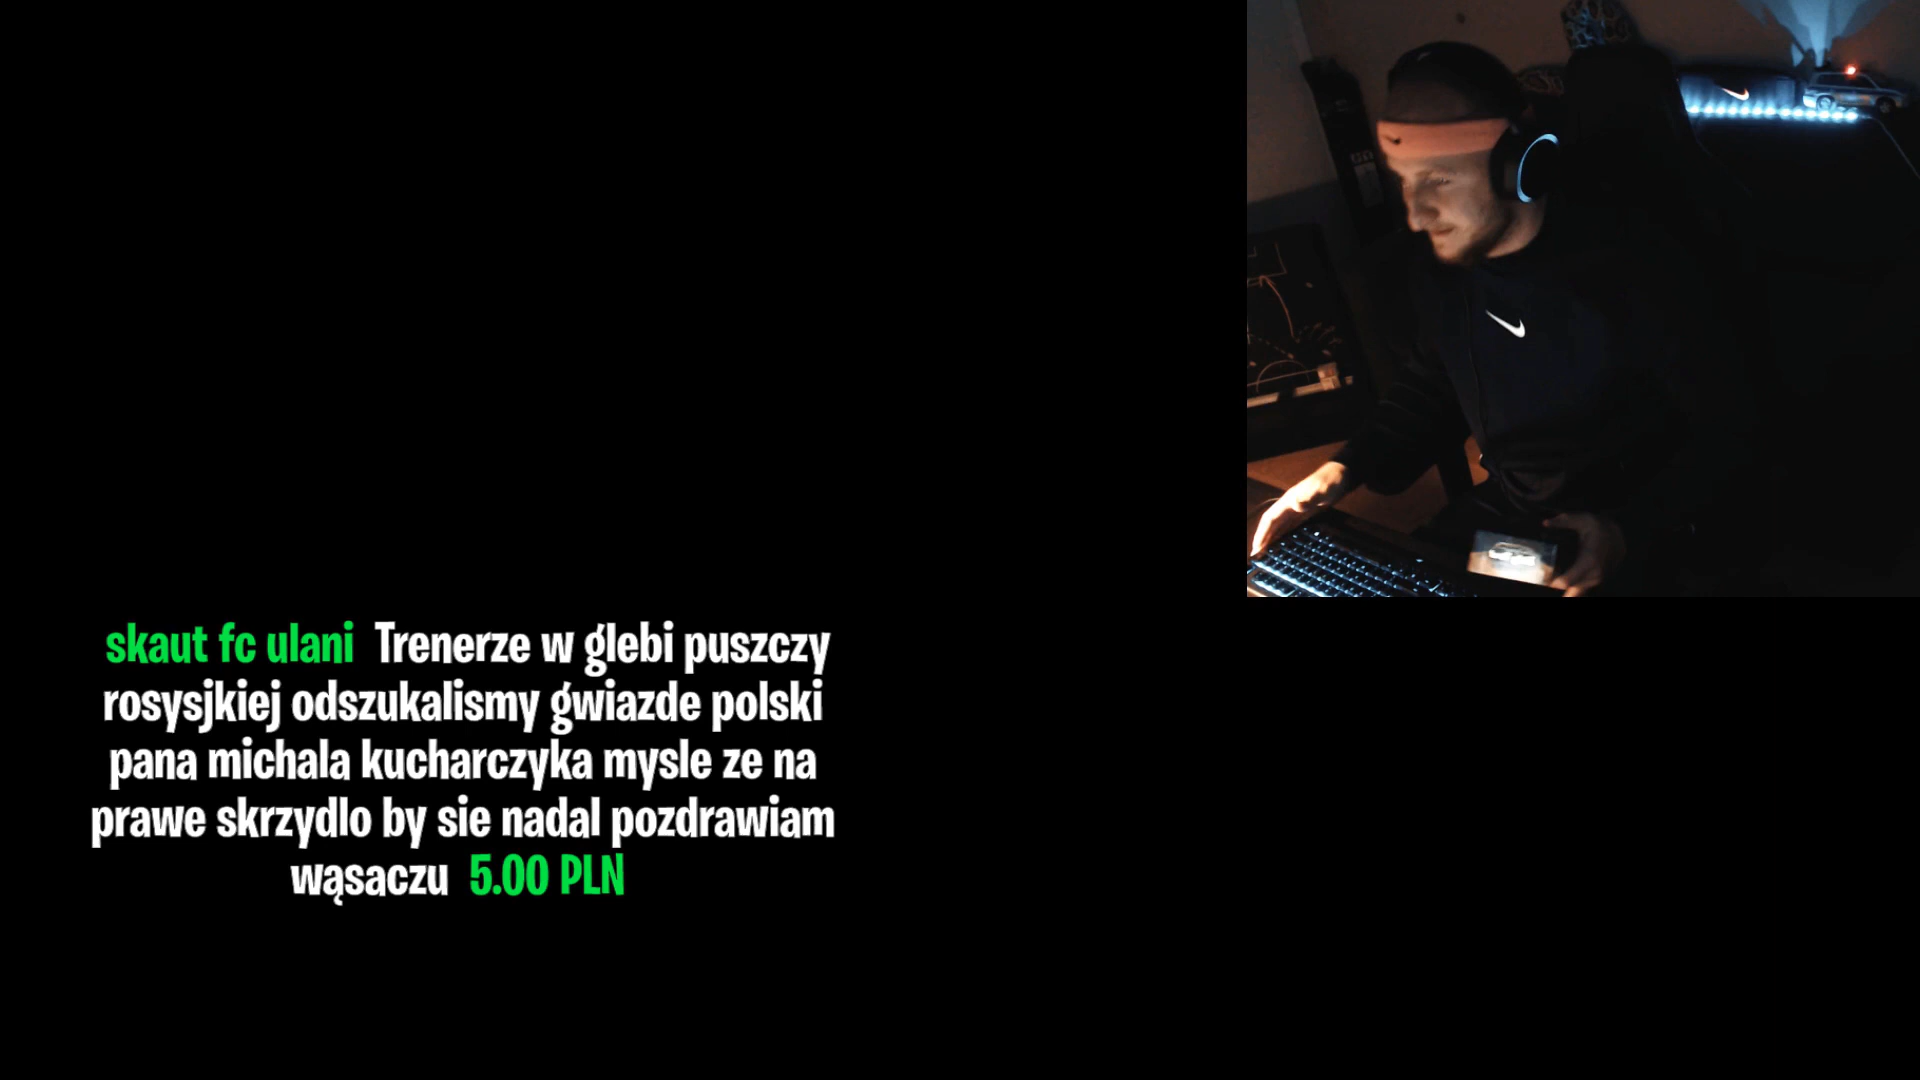 skaut fc ulani Trenerze w glebi puszczy
rosysjkiej odszukalismy gwiazde polski
pana michala kucharczyka mysle ze na
prawe skrzydlo by sie nadal pozdrawiam
wąsaczu 5.00 PLN